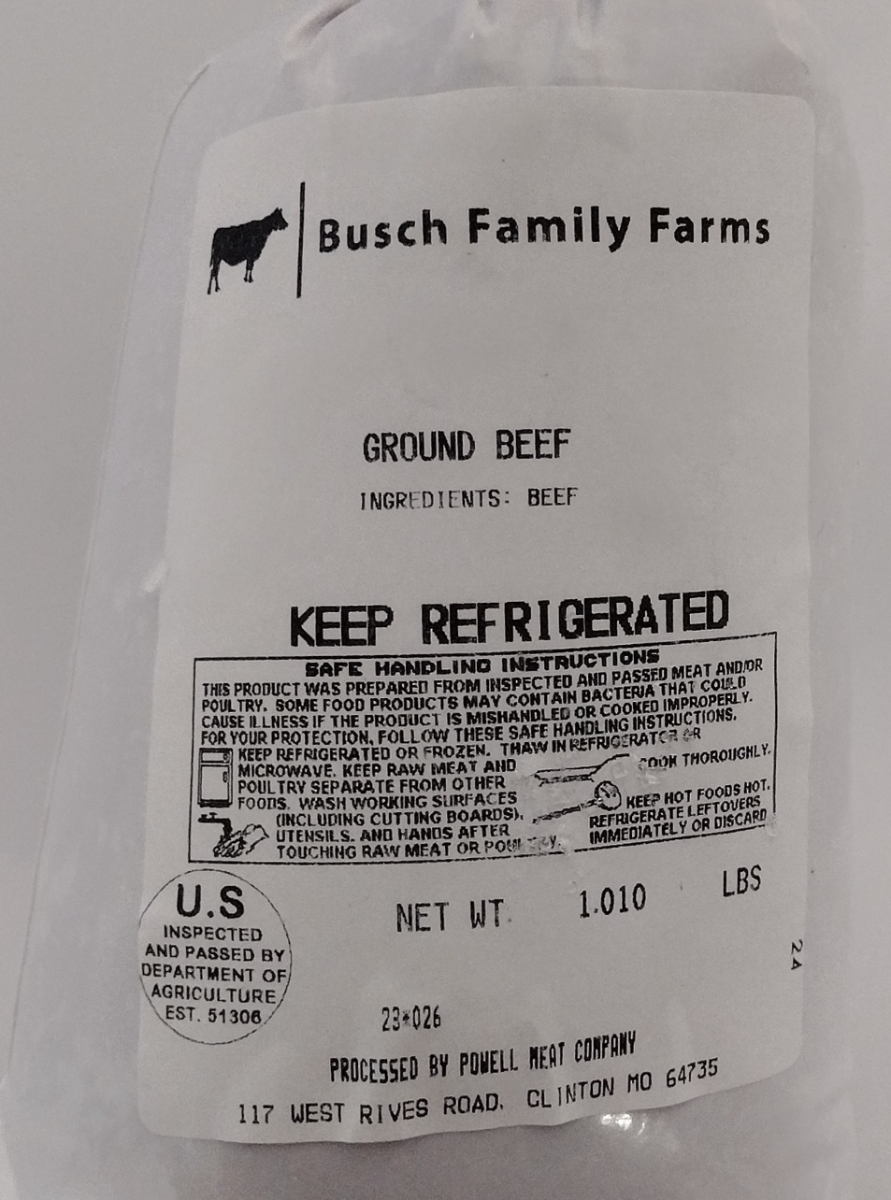 Busch Family Farms
GROUND BEEF
INGREDIENTS: BEEF
KEEP REFRIGERATED
SAFE HANDLING INSTRUCTIONS
THIS PRODUCT WAS PREPARED FROM INSPECTED AND PASSED MEAT AND/OR
POULTRY. SOME FOOD PRODUCTS MAY CONTAIN BACTERIA THAT COULD
CAUSE ILLNESS IF THE PRODUCT IS MISHANDLED OR COOKED IMPROPERLY.
FOR YOUR PROTECTION, FOLLOW THESE SAFE HANDLING INSTRUCTIONS.
KEEP REFRIGERATED OR FROZEN. THAW IN REFRIGERATOR OR
MICROWAVE. KEEP RAW MEAT AND
POULTRY SEPARATE FROM OTHER
FOODS. WASH WORKING SURFACES
(INCLUDING CUTTING BOARDS),
UTENSILS. AND HANDS AFTER
TOUCHING RAW MEAT OR POULTRY.
COOK THOROUGHLY.
KEEP HOT FOODS HOT.
REFRIGERATE LEFTOVERS
IMMEDIATELY OR DISCARD
U.S
INSPECTED
AND PASSED BY
DEPARTMENT OF
AGRICULTURE
EST. 51306
NET WT. 1.010 LBS
24
23*026
PROCESSED BY POWELL MEAT COMPANY
117 WEST RIVES ROAD. CLINTON MO 64735